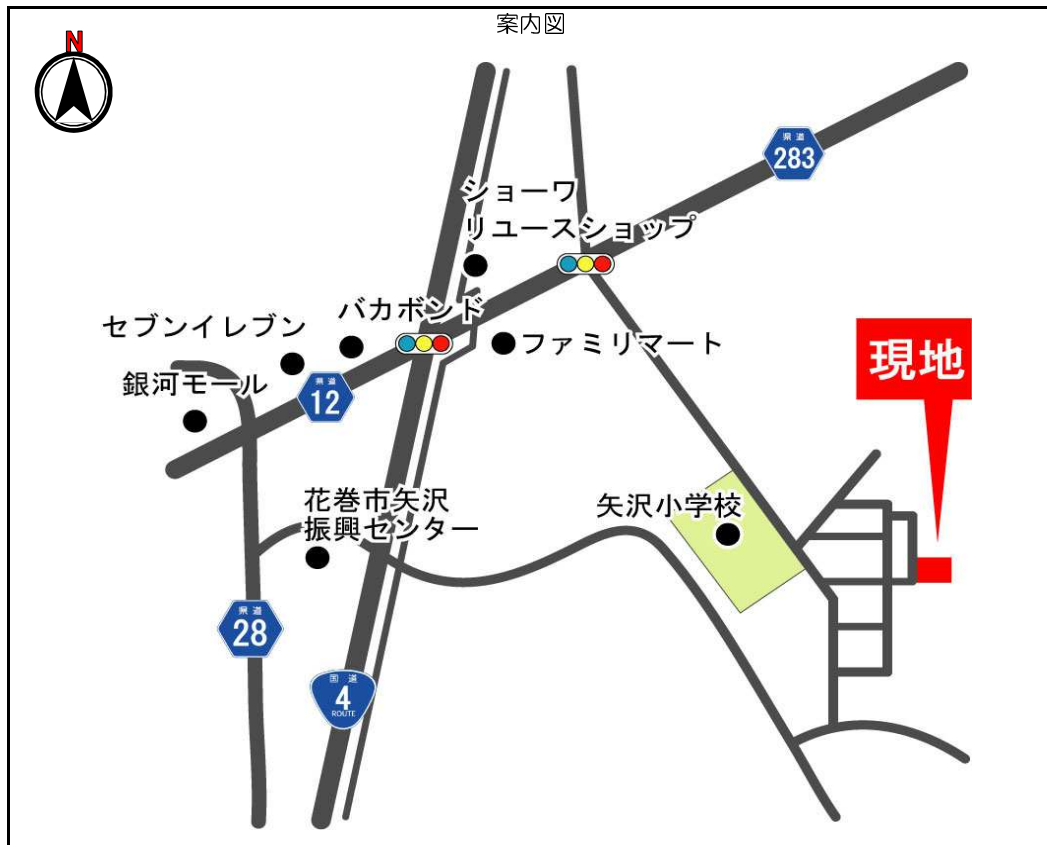 案内図
N
県道
283
ショーワ
リユースショップ
バカボンド
セブンイレブン
ファミリマート
銀河モール
県道
12
現地
花巻市矢沢
振興センター
矢沢小学校
県道
28
国道
4
ROUTE